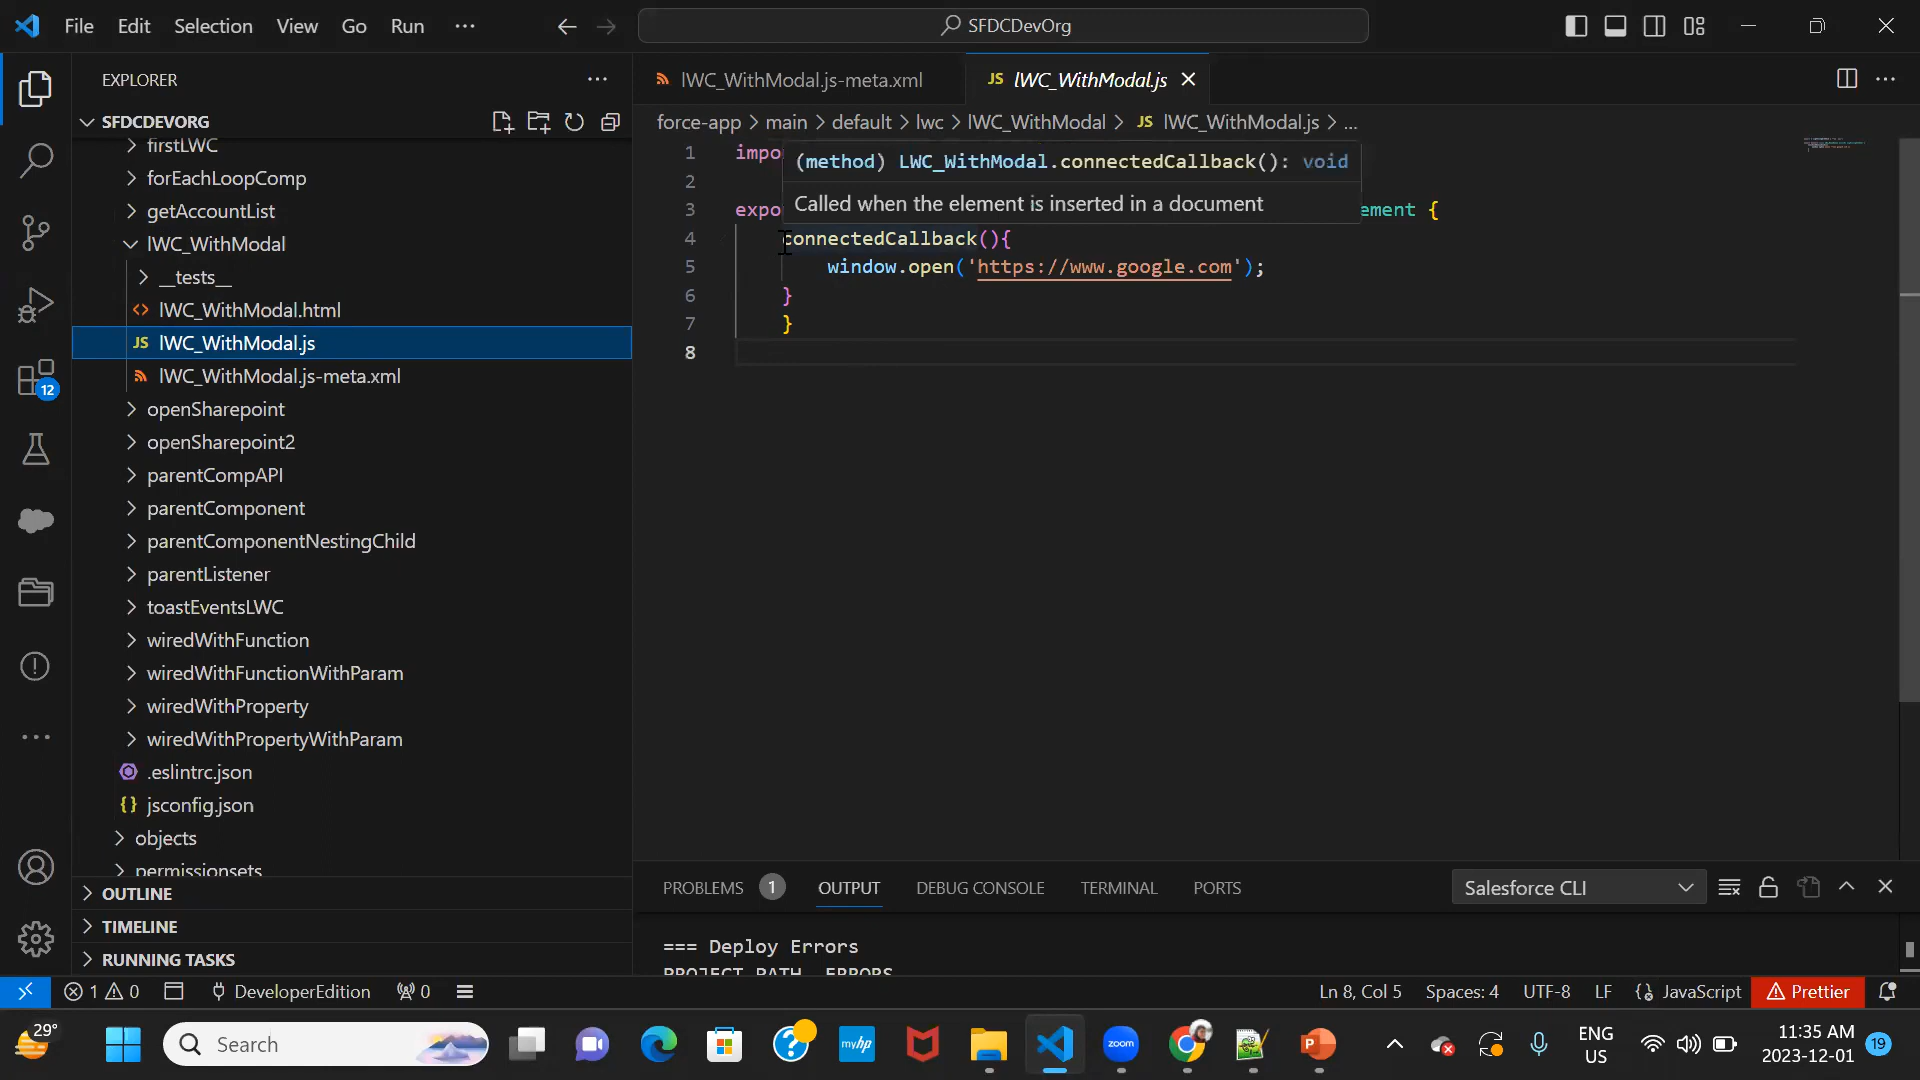 File Edit Selection View Go Run ···
SFDCDevOrg
EXPLORER
SFDCDEVORG
firstLWC
forEachLoopComp
getAccountList
lWC_WithModal
__tests__
lWC_WithModal.html
JS lWC_WithModal.js
lWC_WithModal.js-meta.xml
openSharepoint
openSharepoint2
parentCompAPI
parentComponent
parentComponentNestingChild
parentListener
toastEventsLWC
wiredWithFunction
wiredWithFunctionWithParam
wiredWithProperty
wiredWithPropertyWithParam
.eslintrc.json
{} jsconfig.json
objects
permissionsets
OUTLINE
TIMELINE
RUNNING TASKS
12
lWC_WithModal.js-meta.xml
JS lWC_WithModal.js
force-app > main > default > lwc > lWC_WithModal > JS lWC_WithModal.js > ...
1 impo
(method) LWC_WithModal.connectedCallback(): void
2
Called when the element is inserted in a document
3 expo ement {
4 connectedCallback(){
5 window.open('https://www.google.com');
6 }
7 }
8
PROBLEMS 1 OUTPUT DEBUG CONSOLE TERMINAL PORTS
Salesforce CLI
=== Deploy Errors
PROJECT PATH ERRORS
1 0 DeveloperEdition 0
Ln 8, Col 5 Spaces: 4 UTF-8 LF {} JavaScript Prettier
29°
Search
myhp
zoom
P
ENG
US
11:35 AM
2023-12-01
19